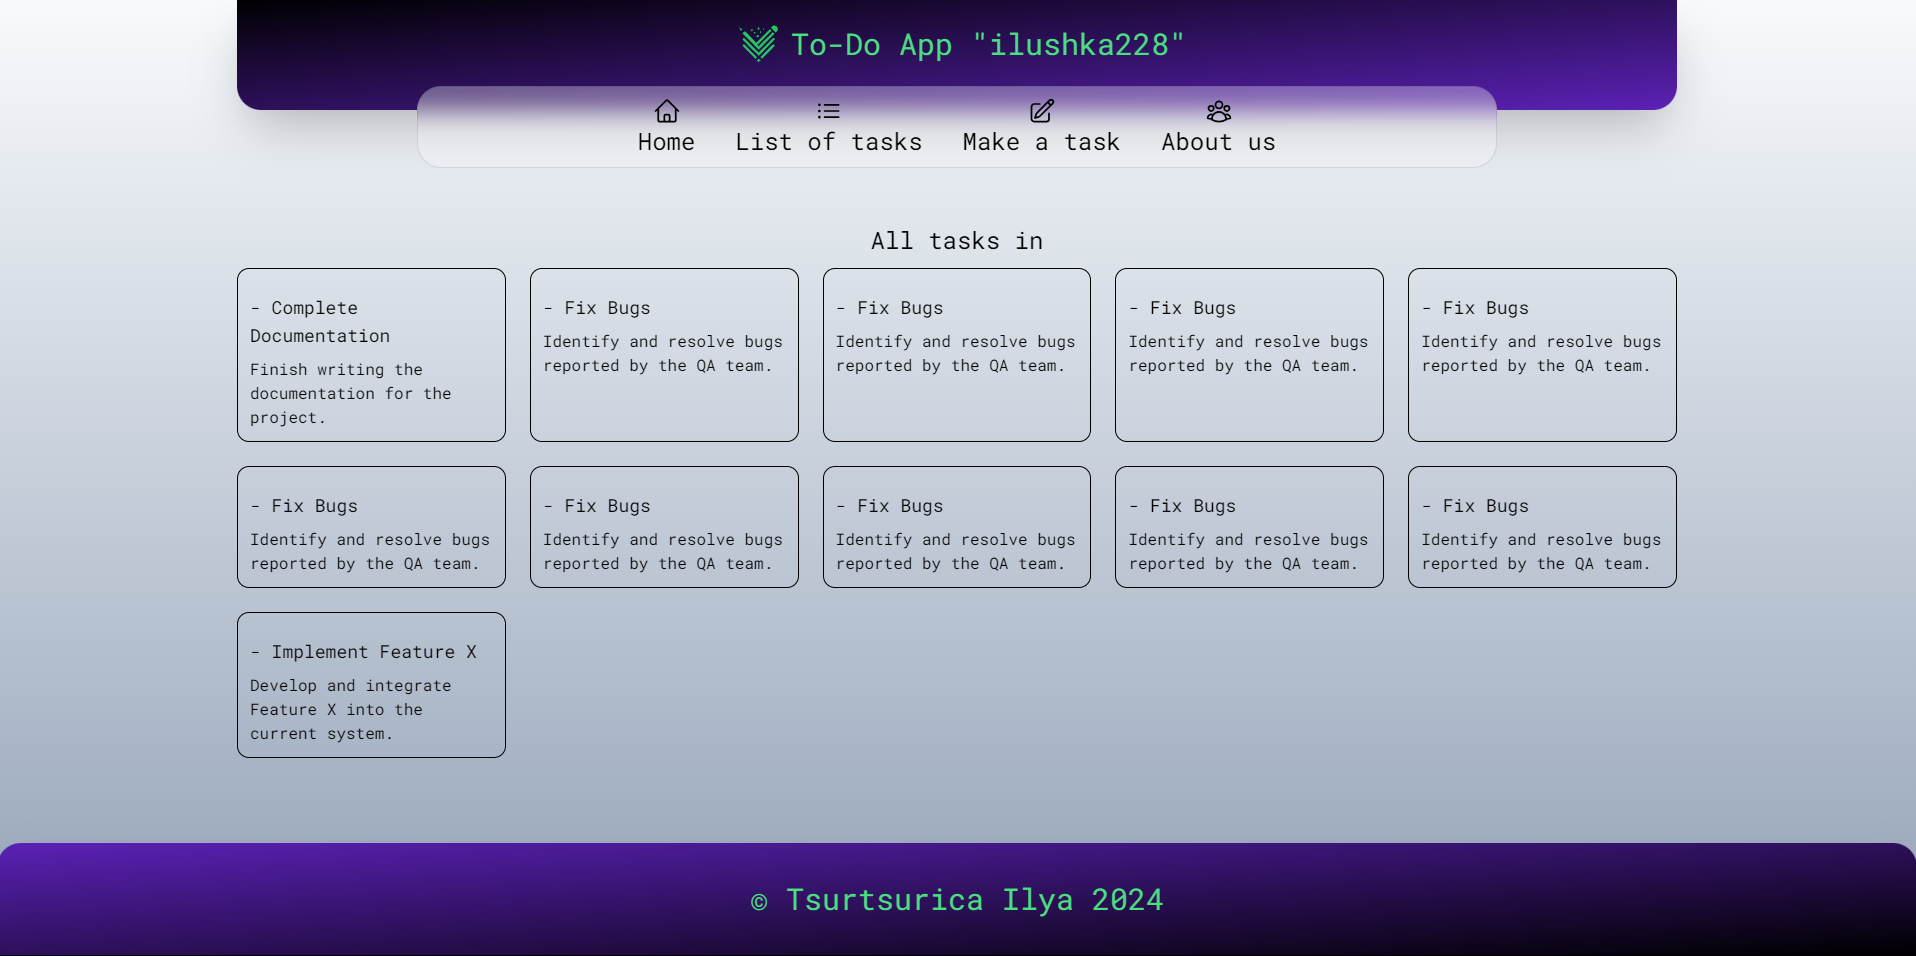 To-Do App "ilushka228"
Home
List of tasks
Make a task
About us
All tasks in
- Complete
Documentation
Finish writing the
documentation for the
project.
- Fix Bugs
Identify and resolve bugs
reported by the QA team.
- Fix Bugs
Identify and resolve bugs
reported by the QA team.
- Fix Bugs
Identify and resolve bugs
reported by the QA team.
- Fix Bugs
Identify and resolve bugs
reported by the QA team.
- Fix Bugs
Identify and resolve bugs
reported by the QA team.
- Fix Bugs
Identify and resolve bugs
reported by the QA team.
- Fix Bugs
Identify and resolve bugs
reported by the QA team.
- Fix Bugs
Identify and resolve bugs
reported by the QA team.
- Fix Bugs
Identify and resolve bugs
reported by the QA team.
- Implement Feature X
Develop and integrate
Feature X into the
current system.
© Tsurtsurica Ilya 2024